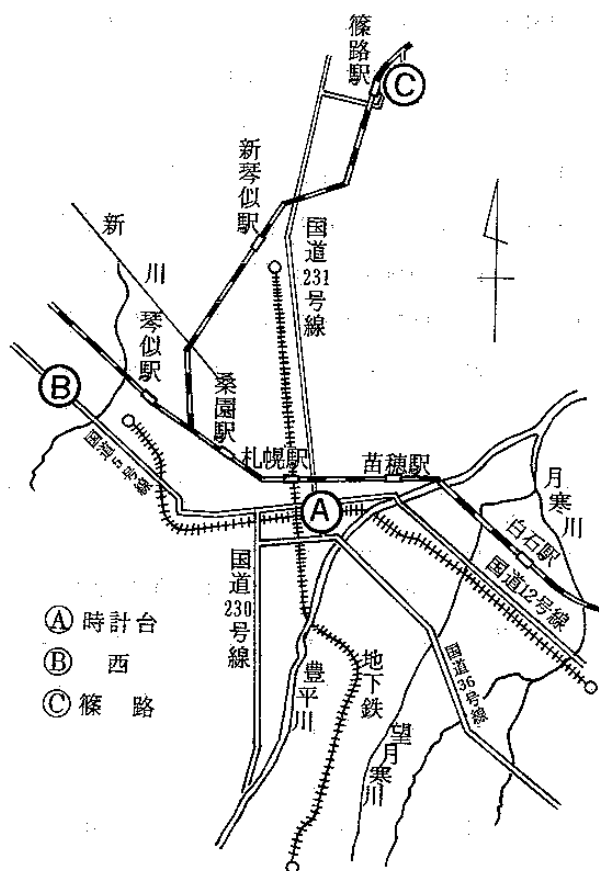 篠路駅
Ⓒ
新琴似駅
新川
国道231号線
琴似駅
Ⓑ
桑園駅
国道5号線
札幌駅
苗穂駅
Ⓐ
月寒川
白石駅
国道12号線
国道230号線
国道36号線
地下鉄
豊平川
望月寒川
Ⓐ 時計台
Ⓑ 西
Ⓒ 篠路